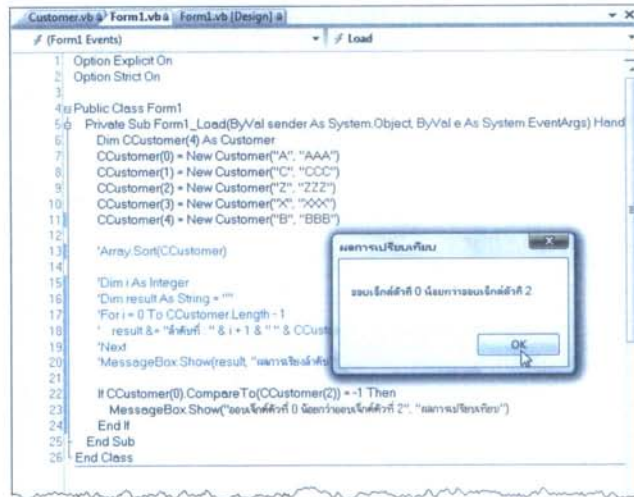 Customer.vb Form1.vb Form1.vb [Design]
(Form1 Events) Load
1 Option Explicit On
2 Option Strict On
3
4 Public Class Form1
5 Private Sub Form1_Load(ByVal sender As System.Object, ByVal e As System.EventArgs) Hand
6 Dim CCustomer(4) As Customer
7 CCustomer(0) = New Customer("A", "AAA")
8 CCustomer(1) = New Customer("C", "CCC")
9 CCustomer(2) = New Customer("Z", "ZZZ")
10 CCustomer(3) = New Customer("X", "XXX")
11 CCustomer(4) = New Customer("B", "BBB")
12
13 'Array.Sort(CCustomer)
14
15 'Dim i As Integer
16 'Dim result As String = ""
17 'For i = 0 To CCustomer.Length - 1
18 ' result &= "ลำดับที่ : " & i + 1 & " " & CCusto
19 'Next
20 'MessageBox.Show(result, "ผลการเรียงลำดับ
21
22 If CCustomer(0).CompareTo(CCustomer(2)) = -1 Then
23 MessageBox.Show("ออบเจ็กต์ตัวที่ 0 น้อยกว่าออบเจ็กต์ตัวที่ 2", "ผลการเปรียบเทียบ")
24 End If
25 End Sub
26 End Class
ผลการเปรียบเทียบ
ออบเจ็กต์ตัวที่ 0 น้อยกว่าออบเจ็กต์ตัวที่ 2
OK